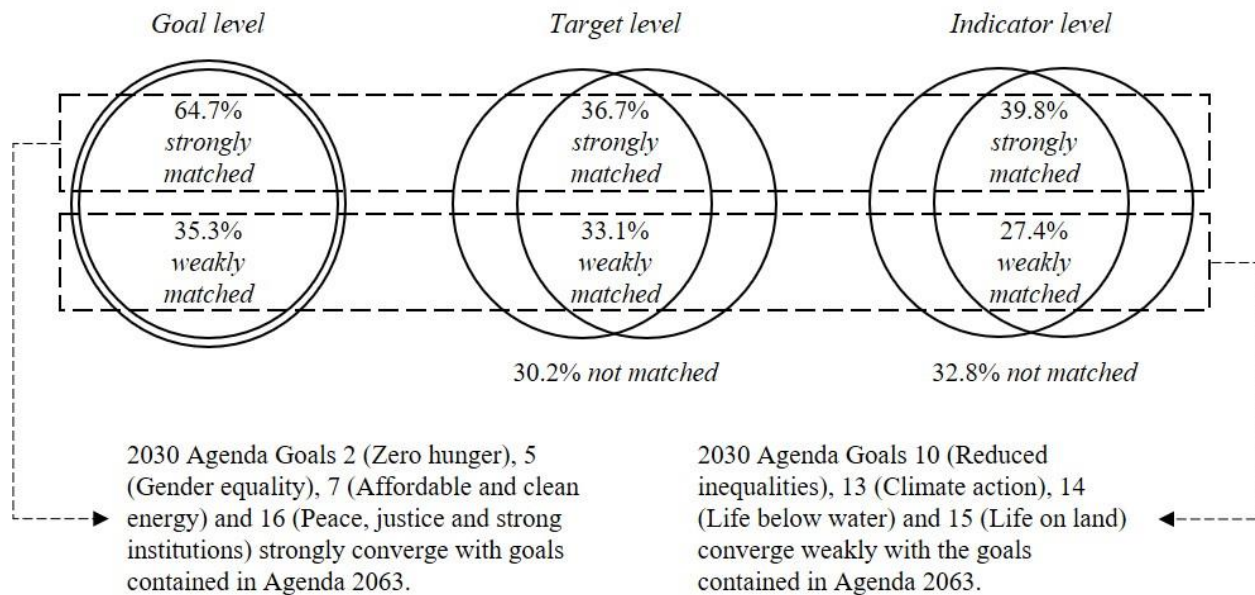 Goal level
Target level
Indicator level
64.7%
strongly
matched
36.7%
strongly
matched
39.8%
strongly
matched
35.3%
weakly
matched
33.1%
weakly
matched
27.4%
weakly
matched
30.2% not matched
32.8% not matched
2030 Agenda Goals 2 (Zero hunger), 5
(Gender equality), 7 (Affordable and clean
energy) and 16 (Peace, justice and strong
institutions) strongly converge with goals
contained in Agenda 2063.
2030 Agenda Goals 10 (Reduced
inequalities), 13 (Climate action), 14
(Life below water) and 15 (Life on land)
converge weakly with the goals
contained in Agenda 2063.